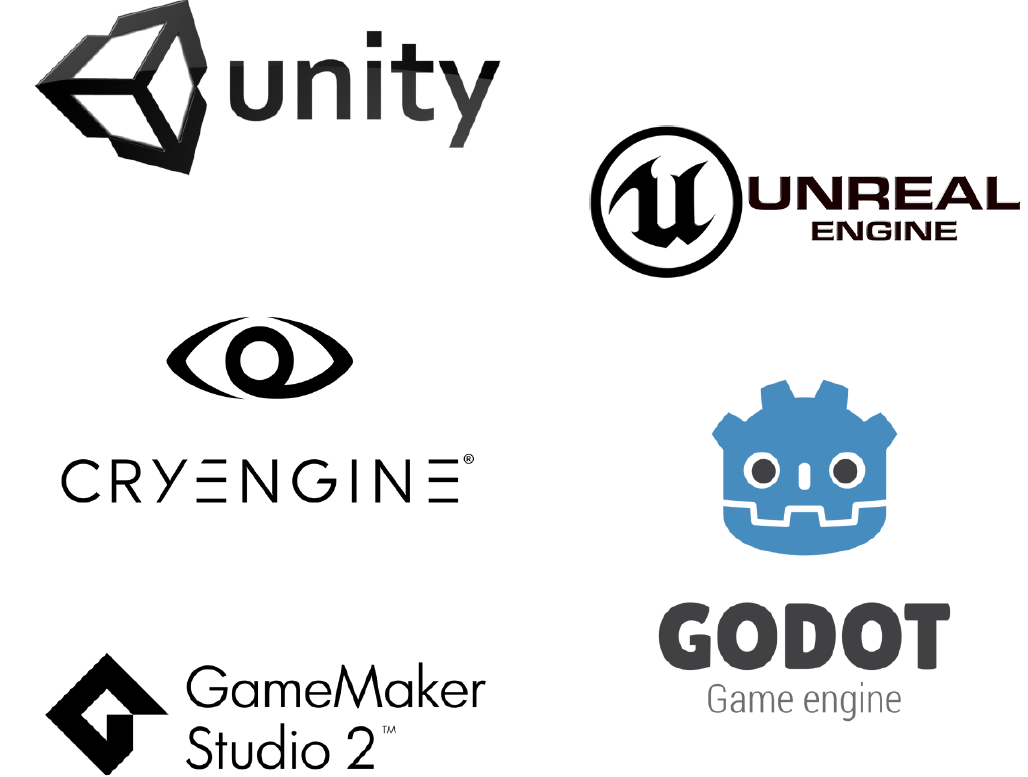 unity
UNREAL
ENGINE
CRYENGINE®
GODOT
Game engine
GameMaker
Studio 2™